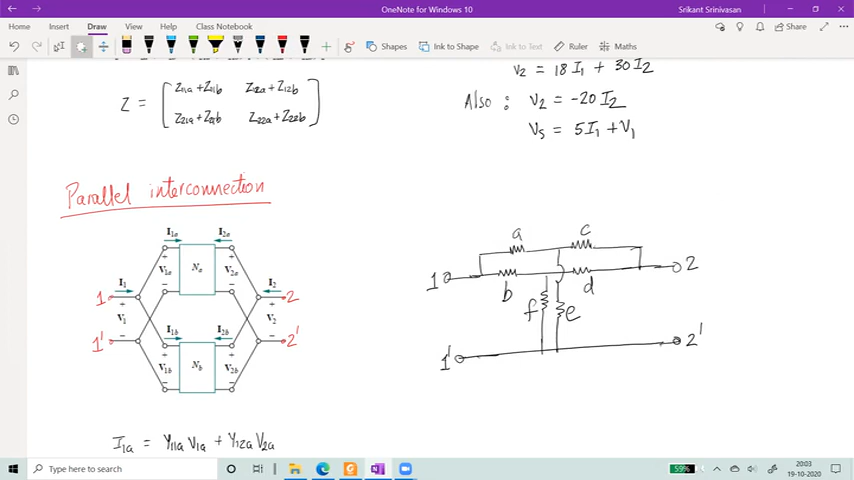 OneNote for Windows 10
Srikant Srinivasan
Home Insert Draw View Help Class Notebook Share
Shapes Ink to Shape Ink to Text Ruler Maths
Z = [ Z11a + Z11b Z12a + Z12b
Z21a + Z21b Z22a + Z22b ]
V2 = 18 I1 + 30 I2
Also : V2 = -20 I2
Vs = 5 I1 + V1
Parallel interconnection
I1a I2a
+ + 
V1a Na V2a
− −
I1 I2
1 2
+ +
V1 V2
− −
1' 2'
I1b I2b
+ +
V1b Nb V2b
− −
a c
1 2
b d
f e
1' 2'
I1a = Y11a V1a + Y12a V2a
Type here to search
59%
20:03
19-10-2020